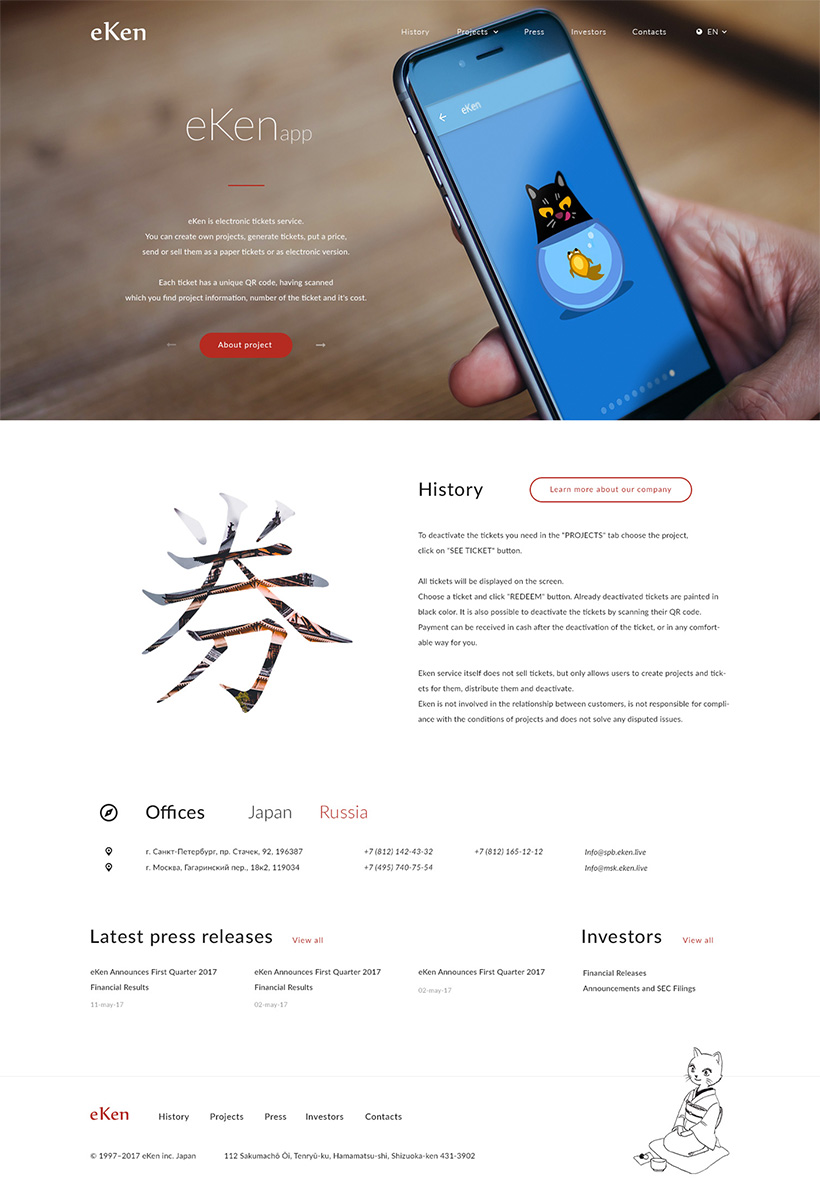 eKen
History Projects Press Investors Contacts EN
eKen
eKen app
eKen is electronic tickets service.
You can create own projects, generate tickets, put a price,
send or sell them as a paper tickets or as electronic version.
Each ticket has a unique QR code, having scanned
which you find project information, number of the ticket and it's cost.
About project
券
History
Learn more about our company
To deactivate the tickets you need in the "PROJECTS" tab choose the project,
click on "SEE TICKET" button.
All tickets will be displayed on the screen.
Choose a ticket and click "REDEEM" button. Already deactivated tickets are painted in
black color. It is also possible to deactivate the tickets by scanning their QR code.
Payment can be received in cash after the deactivation of the ticket, or in any comfort-
able way for you.
Eken service itself does not sell tickets, but only allows users to create projects and tick-
ets for them, distribute them and deactivate.
Eken is not involved in the relationship between customers, is not responsible for compli-
ance with the conditions of projects and does not solve any disputed issues.
Offices Japan Russia
г. Санкт-Петербург, пр. Стачек, 92, 196387 +7 (812) 142-43-32 +7 (812) 165-12-12 Info@spb.eken.live
г. Москва, Гагаринский пер., 18к2, 119034 +7 (495) 740-75-54 Info@msk.eken.live
Latest press releases View all
eKen Announces First Quarter 2017
Financial Results
11-may-17
eKen Announces First Quarter 2017
Financial Results
02-may-17
eKen Announces First Quarter 2017
02-may-17
Investors View all
Financial Releases
Announcements and SEC Filings
eKen History Projects Press Investors Contacts
© 1997–2017 eKen inc. Japan 112 Sakumachō Ōi, Tenryū-ku, Hamamatsu-shi, Shizuoka-ken 431-3902